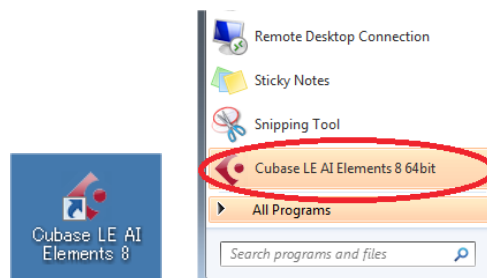 Remote Desktop Connection
Sticky Notes
Snipping Tool
Cubase LE AI Elements 8 64bit
All Programs
Search programs and files
Cubase LE AI
Elements 8